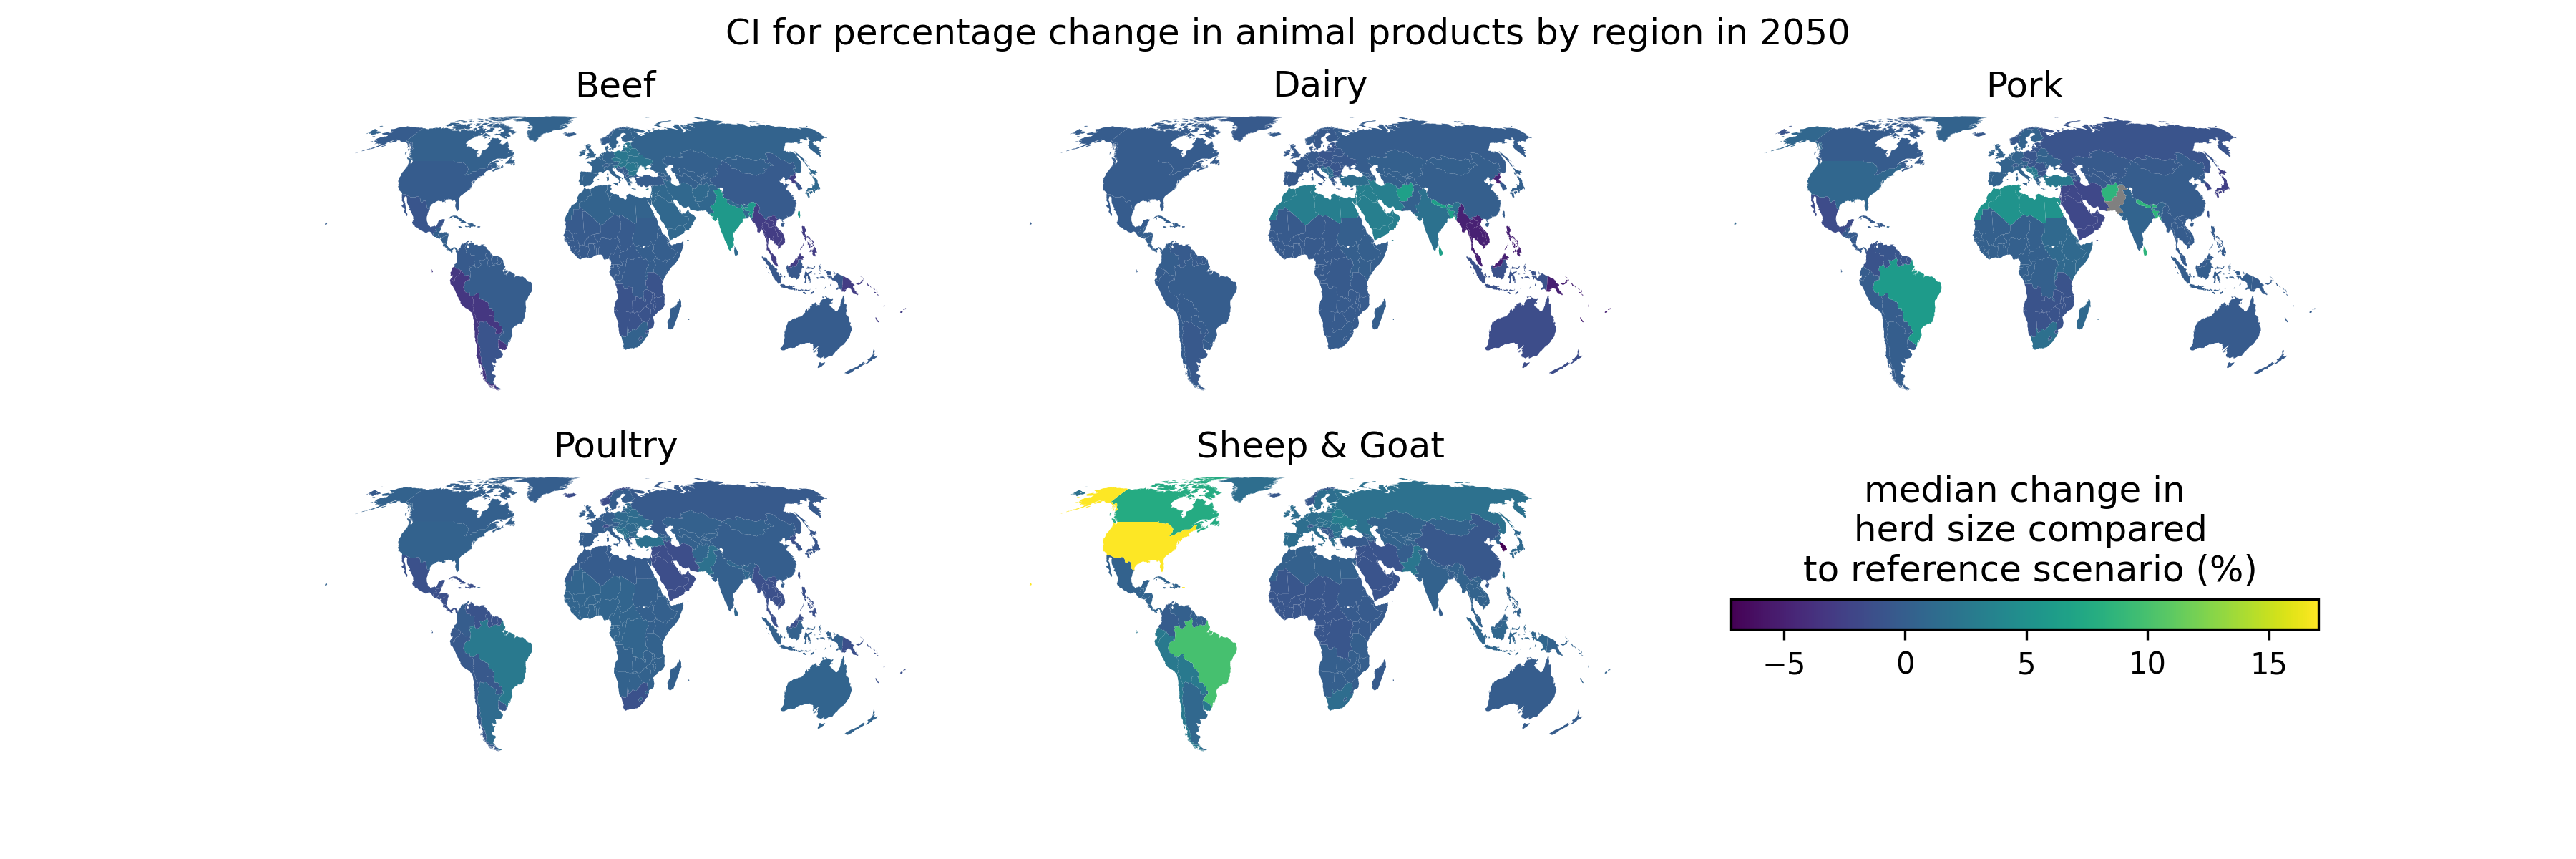 CI for percentage change in animal products by region in 2050
Beef
Dairy
Pork
Poultry
Sheep & Goat
median change in
herd size compared
to reference scenario (%)
−5 0 5 10 15